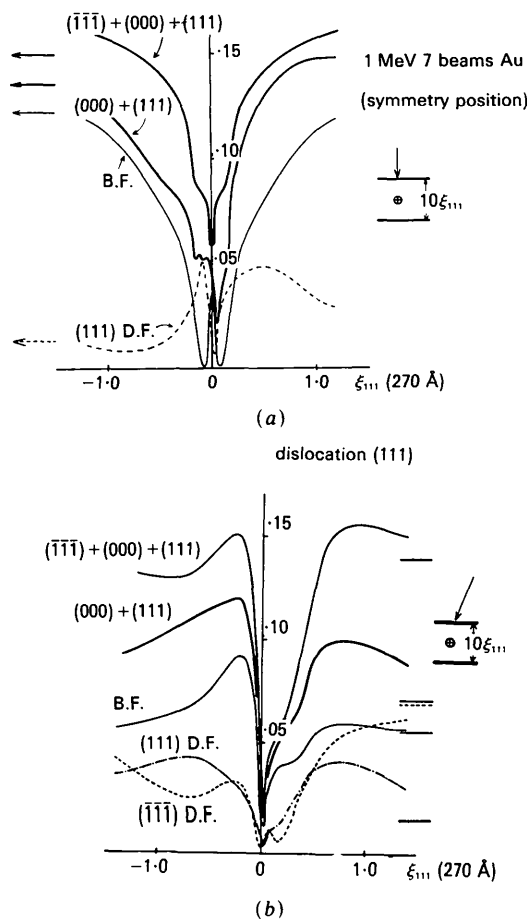 (1̄1̄1̄) + (000) + (111)
(000) + (111)
B.F.
(111) D.F.
.15
.10
.05
1 MeV 7 beams Au
(symmetry position)
10ξ₁₁₁
-1·0 0 1·0 ξ₁₁₁ (270 Å)
(a)
dislocation (111)
(1̄1̄1̄) + (000) + (111)
(000) + (111)
B.F.
(111) D.F.
(1̄1̄1̄) D.F.
.15
.10
.05
10ξ₁₁₁
-1·0 0 1·0 ξ₁₁₁ (270 Å)
(b)